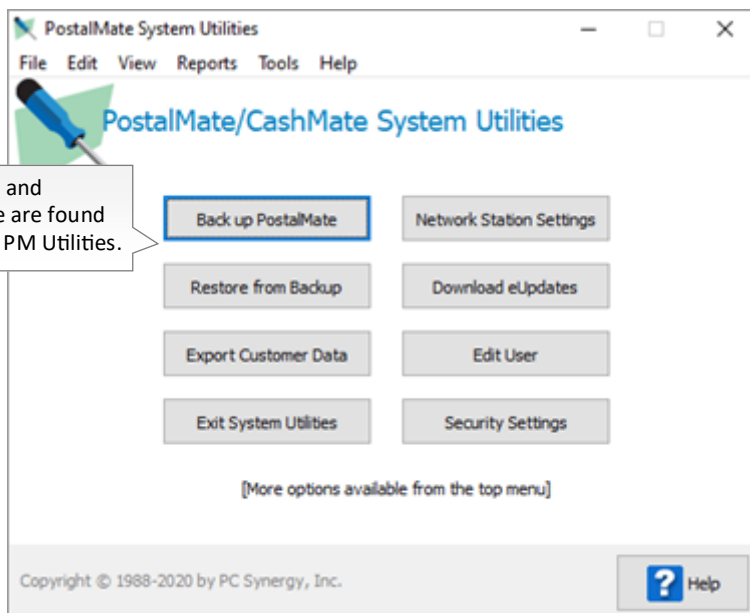 PostalMate System Utilities
File Edit View Reports Tools Help
PostalMate/CashMate System Utilities
and
are found
PM Utilities.
Back up PostalMate
Network Station Settings
Restore from Backup
Download eUpdates
Export Customer Data
Edit User
Exit System Utilities
Security Settings
[More options available from the top menu]
Copyright © 1988-2020 by PC Synergy, Inc.
? Help